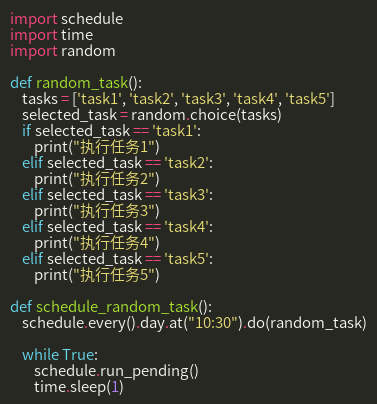 import schedule
import time
import random

def random_task():
    tasks = ['task1', 'task2', 'task3', 'task4', 'task5']
    selected_task = random.choice(tasks)
    if selected_task == 'task1':
        print("执行任务1")
    elif selected_task == 'task2':
        print("执行任务2")
    elif selected_task == 'task3':
        print("执行任务3")
    elif selected_task == 'task4':
        print("执行任务4")
    elif selected_task == 'task5':
        print("执行任务5")

def schedule_random_task():
    schedule.every().day.at("10:30").do(random_task)

    while True:
        schedule.run_pending()
        time.sleep(1)